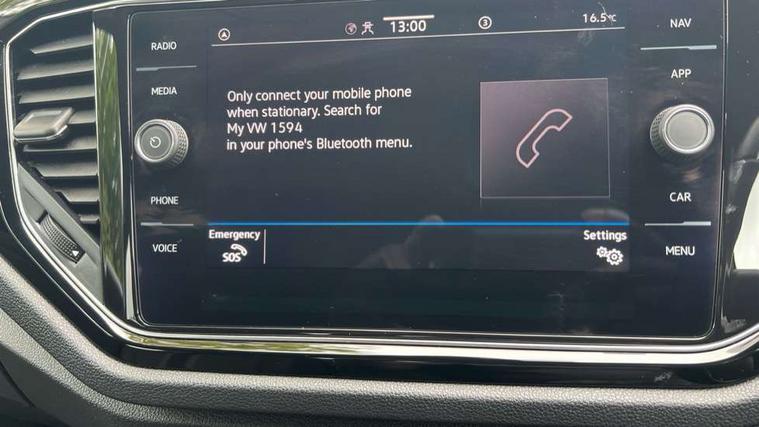 RADIO
MEDIA
PHONE
VOICE
A
13:00
3
16.5°C
Only connect your mobile phone
when stationary. Search for
My VW 1594
in your phone's Bluetooth menu.
Emergency
SOS
Settings
NAV
APP
CAR
MENU